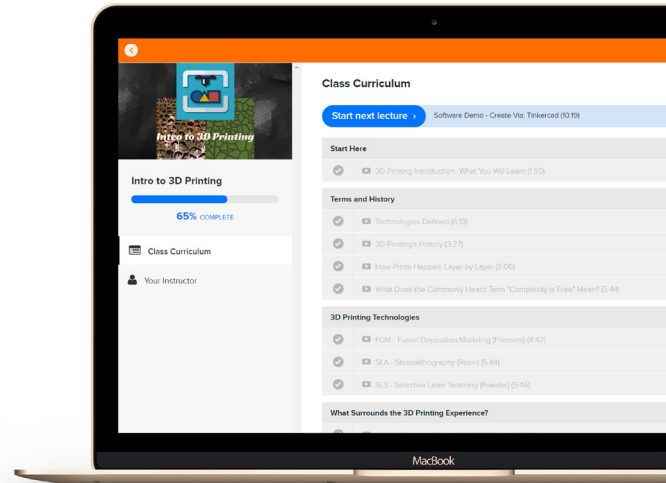 Intro to 3D Printing
Intro to 3D Printing
65% COMPLETE
Class Curriculum
Your Instructor
Class Curriculum
Start next lecture ›
Software Demo - Create Via: Tinkercad (10:19)
Start Here
3D Printing Introduction...What You Will Learn (1:50)
Terms and History
Technologies Defined (6:13)
3D Printing's History (3:27)
How Prints Happen: Layer by Layer (2:06)
What Does the Commonly Heard Term "Complexity is Free" Mean? (5:44)
3D Printing Technologies
FDM - Fused Deposition Modeling (Filament) (8:42)
SLA - Stereolithography (Resin) (5:44)
SLS - Selective Laser Sintering (Powder) (5:46)
What Surrounds the 3D Printing Experience?
MacBook